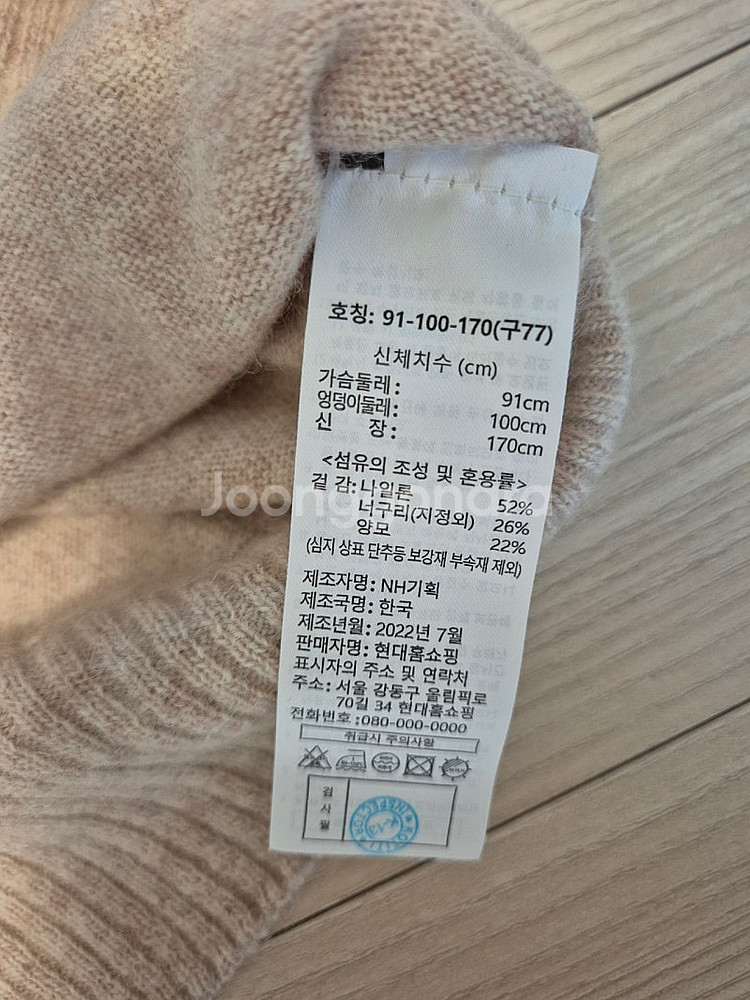 호칭: 91-100-170(구77)
신체치수 (cm)
가슴둘레: 91cm
엉덩이둘레: 100cm
신 장: 170cm
<섬유의 조성 및 혼용률>
겉 감: 나일론 52%
너구리(지정외) 26%
양모 22%
(심지 상표 단추등 보강재 부속재 제외)
제조자명: NH기획
제조국명: 한국
제조년월: 2022년 7월
판매자명: 현대홈쇼핑
표시자의 주소 및 연락처
주소: 서울 강동구 올림픽로
70길 34 현대홈쇼핑
전화번호:080-000-0000
취급시 주의사항
검사필
Joonggonara